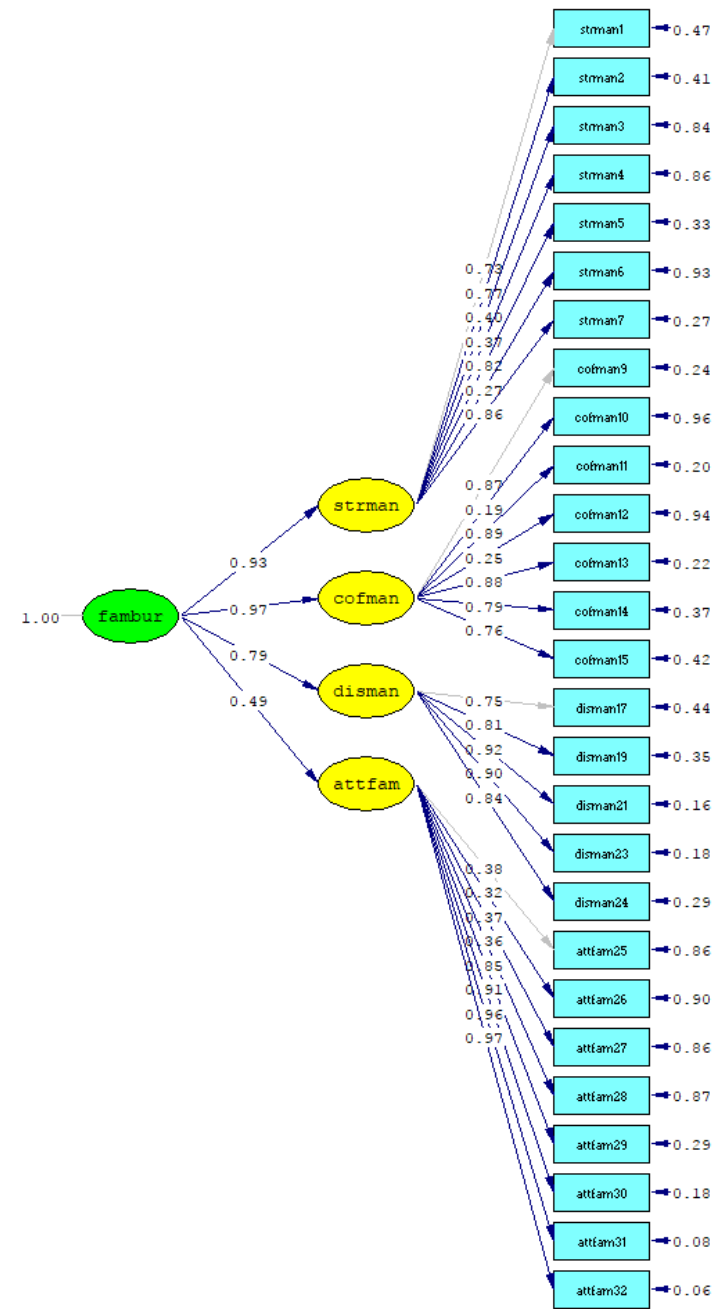 strman1 0.47
strman2 0.41
strman3 0.84
strman4 0.86
strman5 0.33
strman6 0.93
strman7 0.27
cofman9 0.24
cofman10 0.96
cofman11 0.20
cofman12 0.94
cofman13 0.22
cofman14 0.37
cofman15 0.42
disman17 0.44
disman19 0.35
disman21 0.16
disman23 0.18
disman24 0.29
attfam25 0.86
attfam26 0.90
attfam27 0.86
attfam28 0.87
attfam29 0.29
attfam30 0.18
attfam31 0.08
attfam32 0.06
0.73
0.77
0.40
0.37
0.82
0.27
0.86
0.87
0.19
0.89
0.25
0.88
0.79
0.76
0.75
0.81
0.92
0.90
0.84
0.38
0.32
0.37
0.36
0.85
0.91
0.96
0.97
strman
cofman
disman
attfam
0.93
0.97
0.79
0.49
1.00 fambur